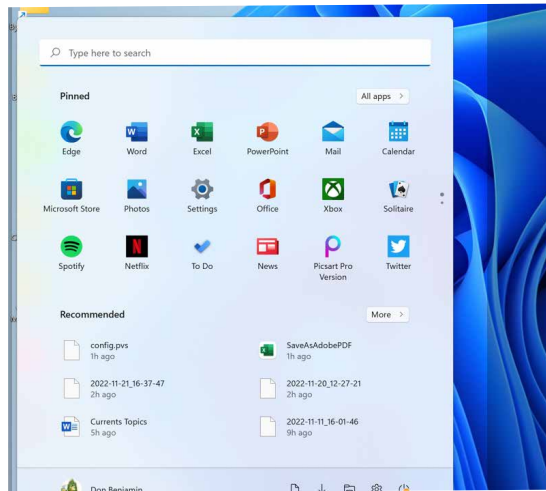 Type here to search
Pinned
All apps >
Edge
Word
Excel
PowerPoint
Mail
Calendar
Microsoft Store
Photos
Settings
Office
Xbox
Solitaire
Spotify
Netflix
To Do
News
Picsart Pro
Version
Twitter
Recommended
More >
config.pvs
1h ago
SaveAsAdobePDF
1h ago
2022-11-21_16-37-47
2h ago
2022-11-20_12-27-21
2h ago
Currents Topics
5h ago
2022-11-11_16-01-46
9h ago
Don Benjamin